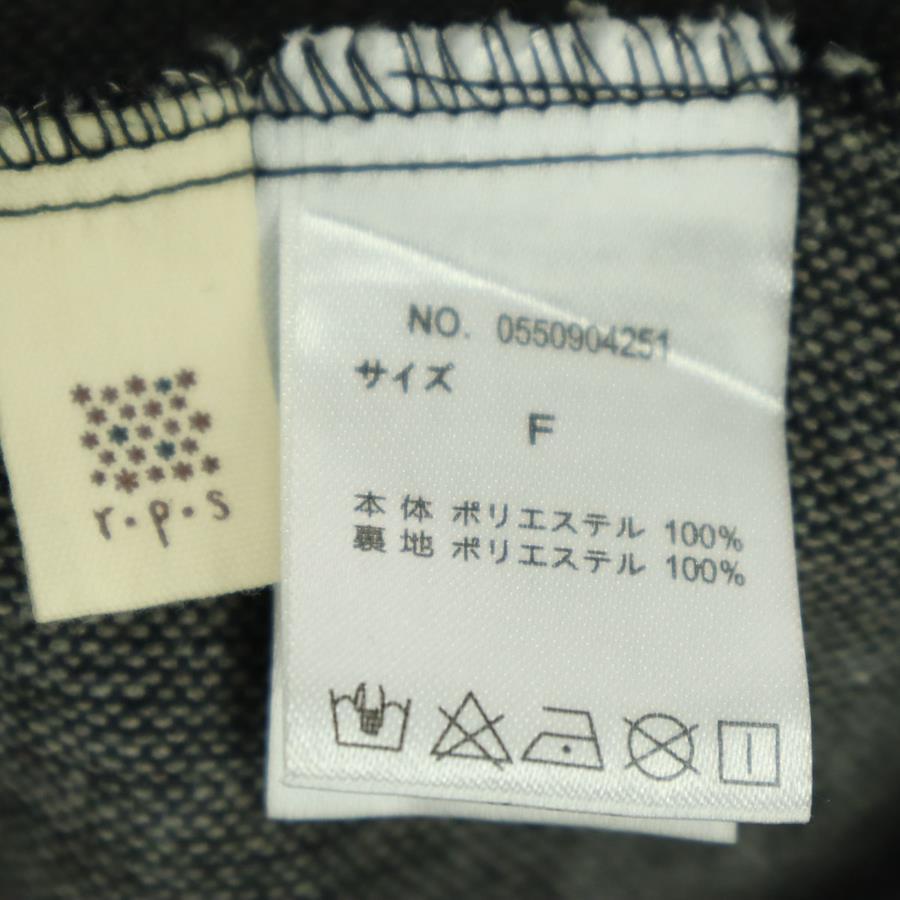 NO. 0550904251
サイズ
F
本体 ポリエステル 100%
裏地 ポリエステル 100%
r.p.s